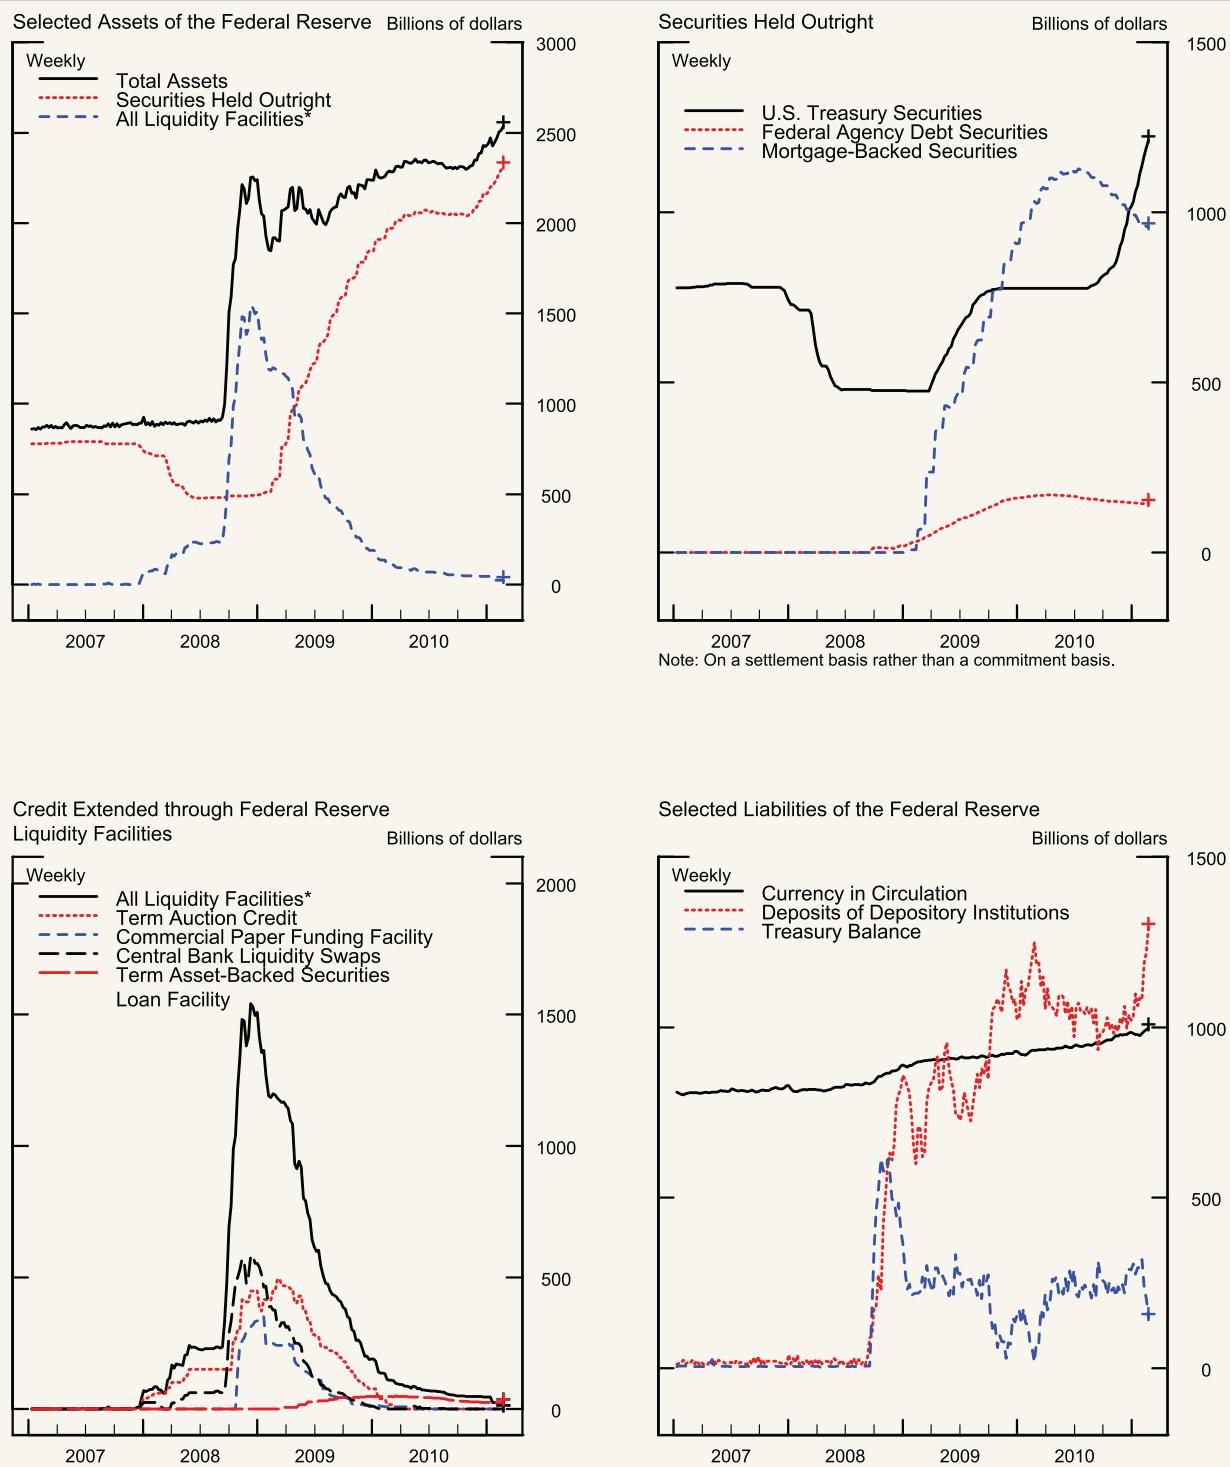 Selected Assets of the Federal Reserve Billions of dollars
Weekly
Total Assets
Securities Held Outright
All Liquidity Facilities*
3000
2500
2000
1500
1000
500
0
2007 2008 2009 2010
Securities Held Outright Billions of dollars
Weekly
U.S. Treasury Securities
Federal Agency Debt Securities
Mortgage-Backed Securities
1500
1000
500
0
2007 2008 2009 2010
Note: On a settlement basis rather than a commitment basis.
Credit Extended through Federal Reserve
Liquidity Facilities Billions of dollars
Weekly
All Liquidity Facilities*
Term Auction Credit
Commercial Paper Funding Facility
Central Bank Liquidity Swaps
Term Asset-Backed Securities
Loan Facility
2000
1500
1000
500
0
2007 2008 2009 2010
Selected Liabilities of the Federal Reserve
Billions of dollars
Weekly
Currency in Circulation
Deposits of Depository Institutions
Treasury Balance
1500
1000
500
0
2007 2008 2009 2010